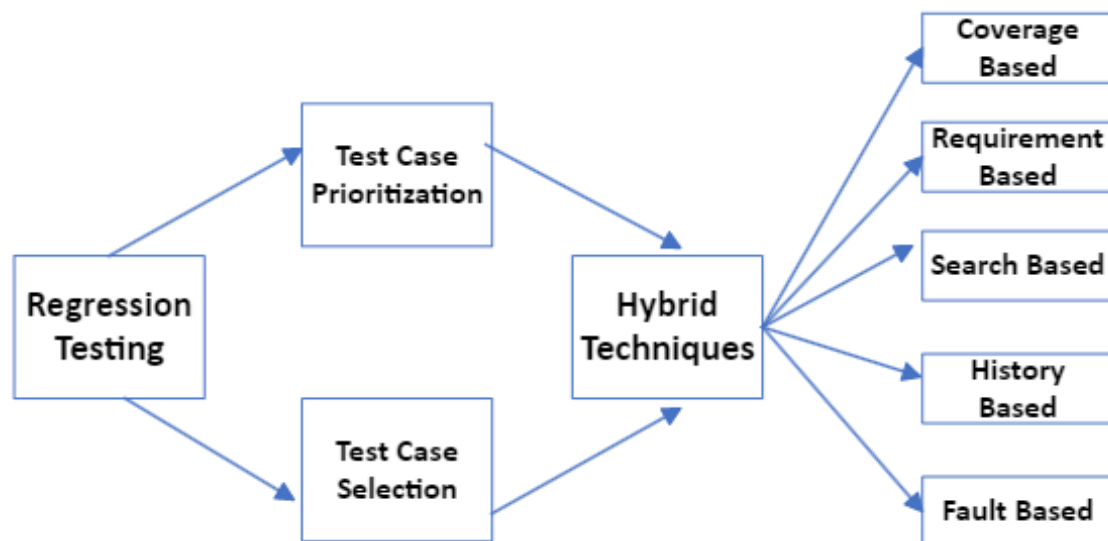 Regression
Testing
Test Case
Prioritization
Test Case
Selection
Hybrid
Techniques
Coverage
Based
Requirement
Based
Search Based
History
Based
Fault Based